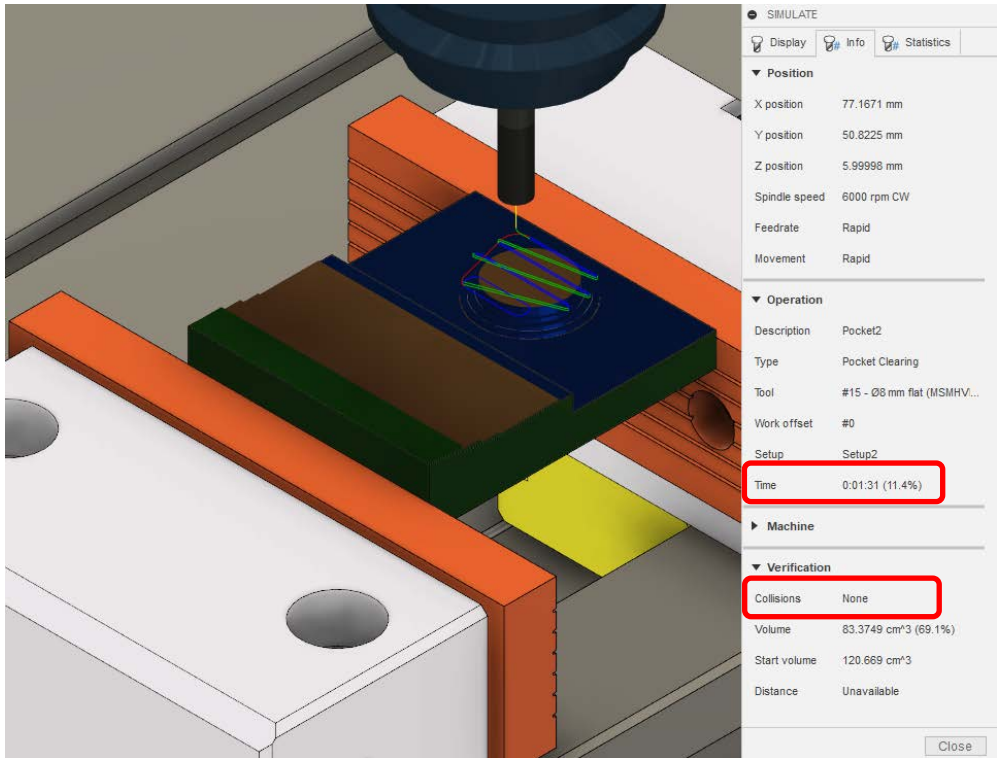 SIMULATE
Display Info Statistics
Position
X position 77.1671 mm
Y position 50.8225 mm
Z position 5.99998 mm
Spindle speed 6000 rpm CW
Feedrate Rapid
Movement Rapid
Operation
Description Pocket2
Type Pocket Clearing
Tool #15 - Ø8 mm flat (MSMHV...
Work offset #0
Setup Setup2
Time 0:01:31 (11.4%)
Machine
Verification
Collisions None
Volume 83.3749 cm^3 (69.1%)
Start volume 120.669 cm^3
Distance Unavailable
Close